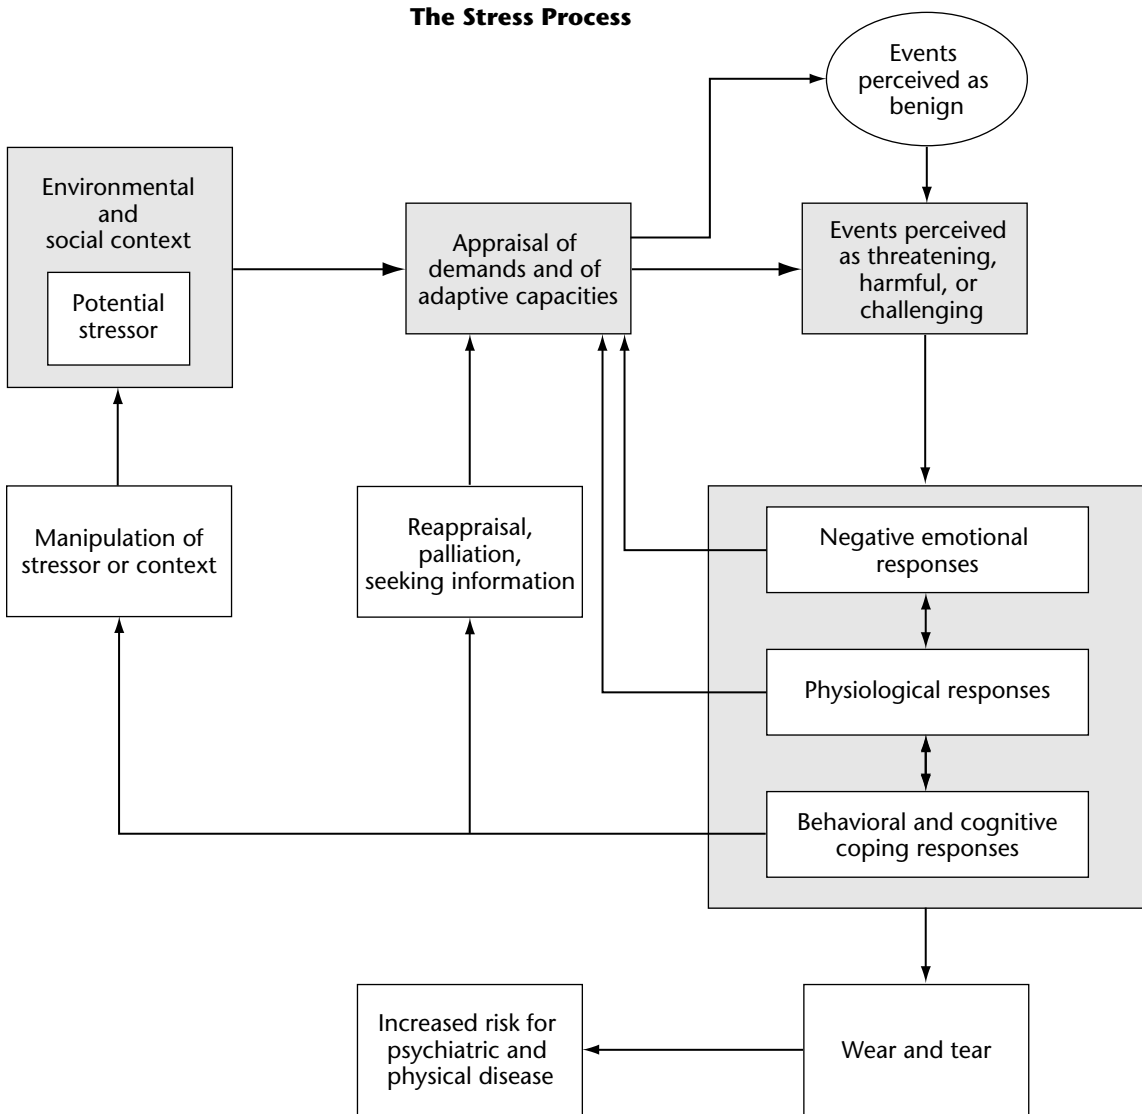 The Stress Process
Events
perceived as
benign
Environmental
and
social context
Potential
stressor
Appraisal of
demands and of
adaptive capacities
Events perceived
as threatening,
harmful, or
challenging
Manipulation of
stressor or context
Reappraisal,
palliation,
seeking information
Negative emotional
responses
Physiological responses
Behavioral and cognitive
coping responses
Increased risk for
psychiatric and
physical disease
Wear and tear